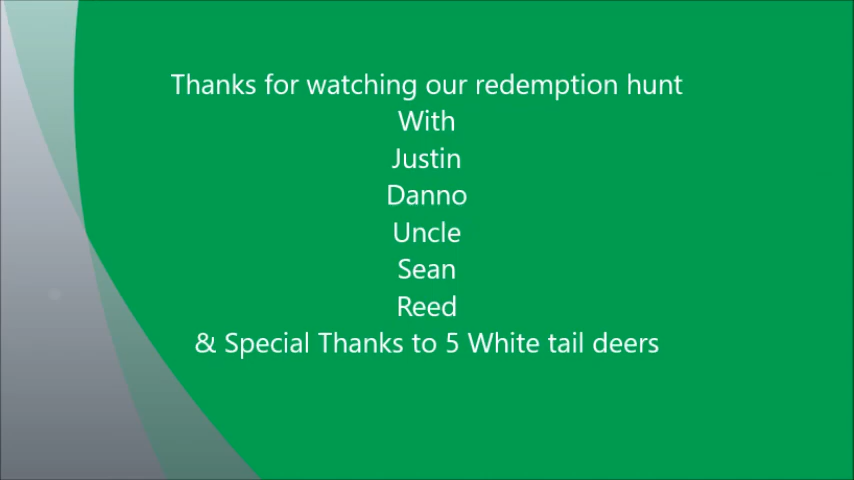 Thanks for watching our redemption hunt
With
Justin
Danno
Uncle
Sean
Reed
& Special Thanks to 5 White tail deers